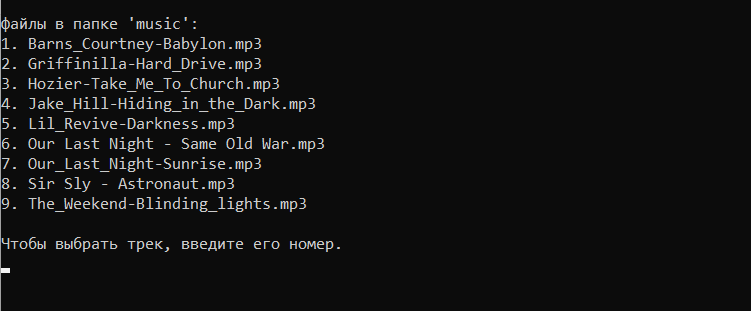 файлы в папке 'music':
1. Barns_Courtney-Babylon.mp3
2. Griffinilla-Hard_Drive.mp3
3. Hozier-Take_Me_To_Church.mp3
4. Jake_Hill-Hiding_in_the_Dark.mp3
5. Lil_Revive-Darkness.mp3
6. Our Last Night - Same Old War.mp3
7. Our_Last_Night-Sunrise.mp3
8. Sir Sly - Astronaut.mp3
9. The_Weekend-Blinding_lights.mp3
Чтобы выбрать трек, введите его номер.